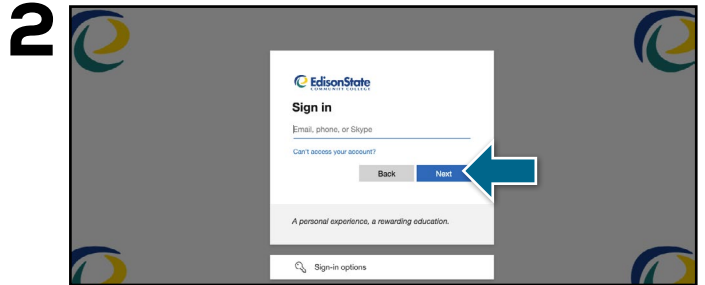 2
EdisonState
COMMUNITY COLLEGE
Sign in
Email, phone, or Skype
Can't access your account?
Back Next
A personal experience, a rewarding education.
Sign-in options